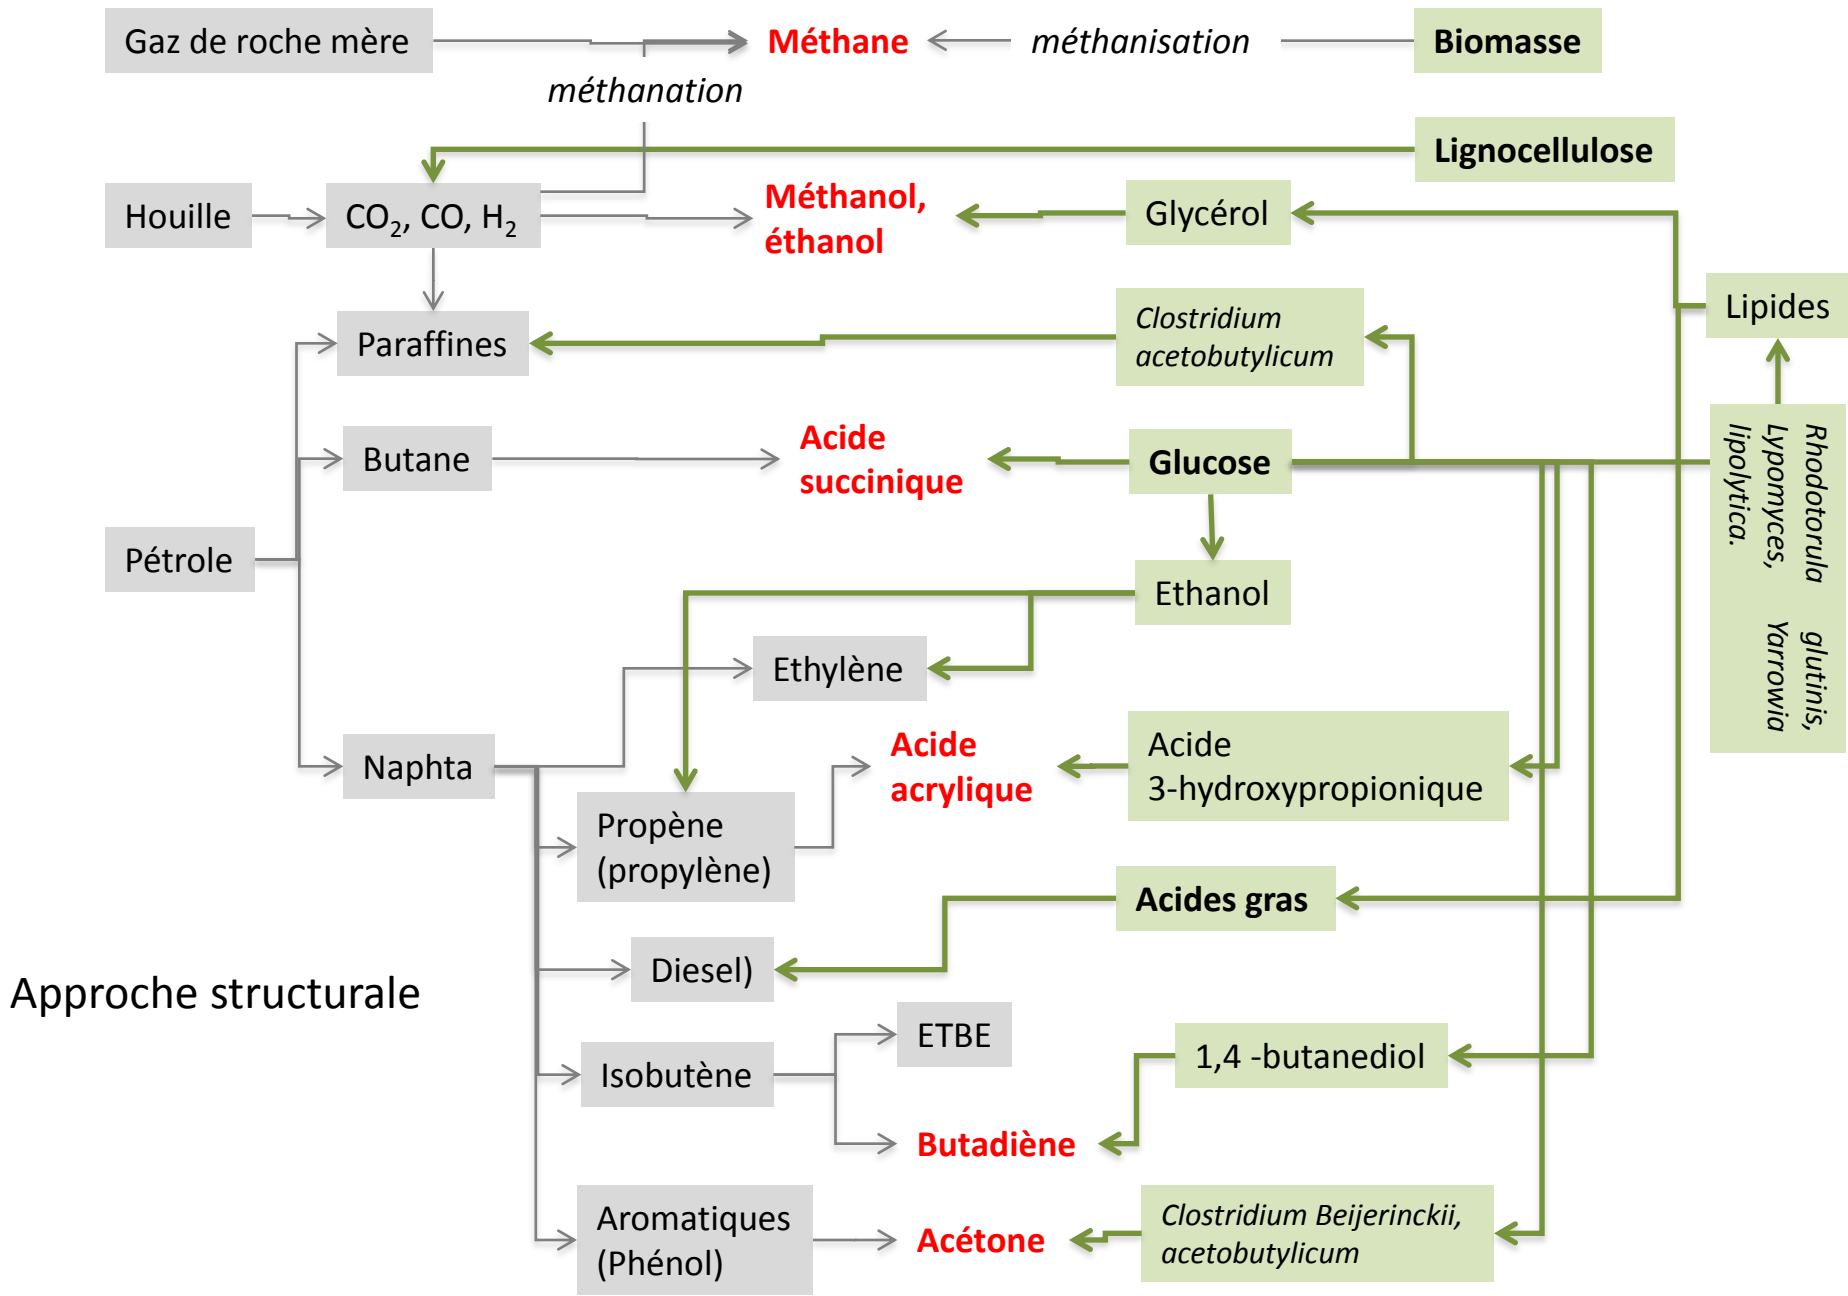 Gaz de roche mère
Méthane
méthanisation
Biomasse
méthanation
Lignocellulose
Houille
CO₂, CO, H₂
Méthanol,
éthanol
Glycérol
Lipides
Paraffines
Clostridium
acetobutylicum
Butane
Acide
succinique
Glucose
Rhodotorula glutinis,
Lypomyces, Yarrowia
lipolytica.
Pétrole
Ethanol
Ethylène
Naphta
Acide
acrylique
Acide
3-hydroxypropionique
Propène
(propylène)
Acides gras
Diesel)
Approche structurale
ETBE
Isobutène
1,4 -butanediol
Butadiène
Aromatiques
(Phénol)
Acétone
Clostridium Beijerinckii,
acetobutylicum